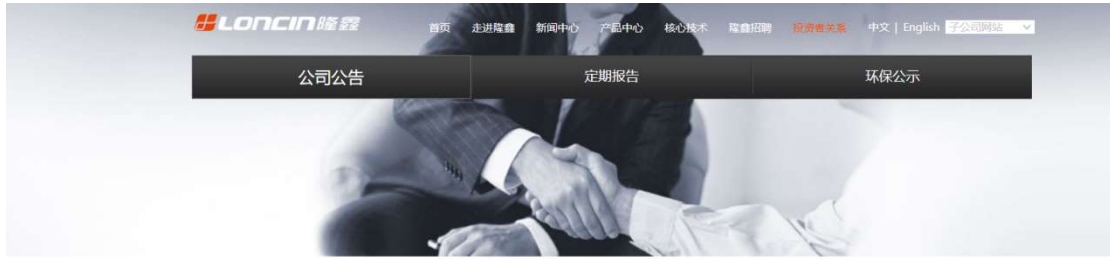 LONCIN隆鑫
首页 走进隆鑫 新闻中心 产品中心 核心技术 隆鑫招聘 投资者关系 中文 | English 子公司网站
公司公告 定期报告 环保公示